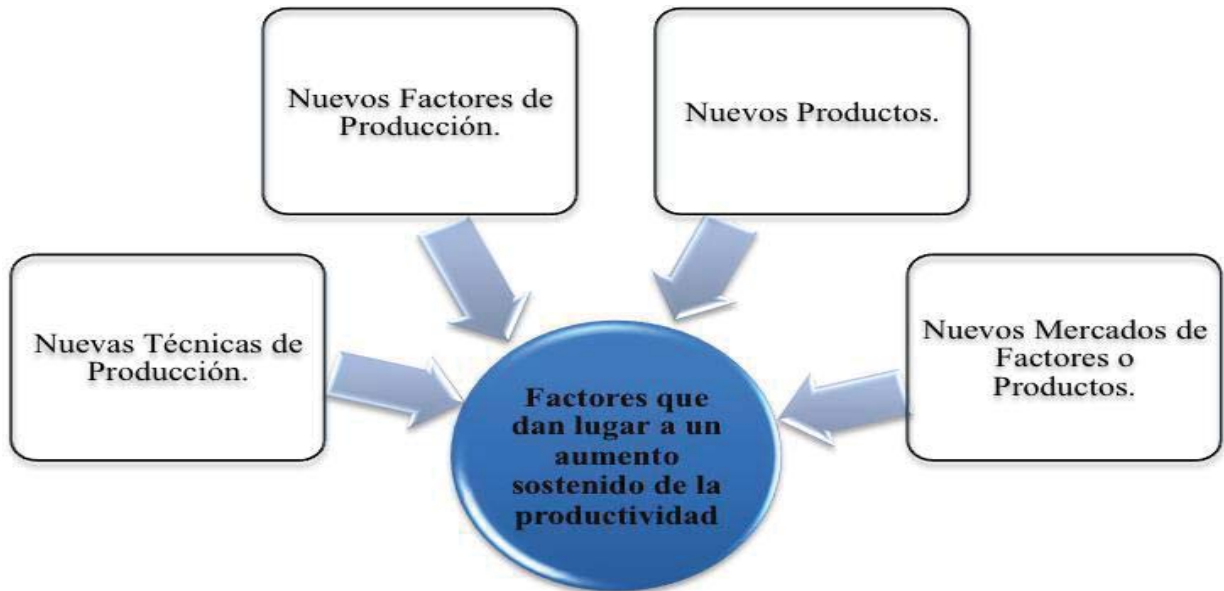 Nuevos Factores de
Producción.
Nuevos Productos.
Nuevas Técnicas de
Producción.
Nuevos Mercados de
Factores o
Productos.
Factores que
dan lugar a un
aumento
sostenido de la
productividad